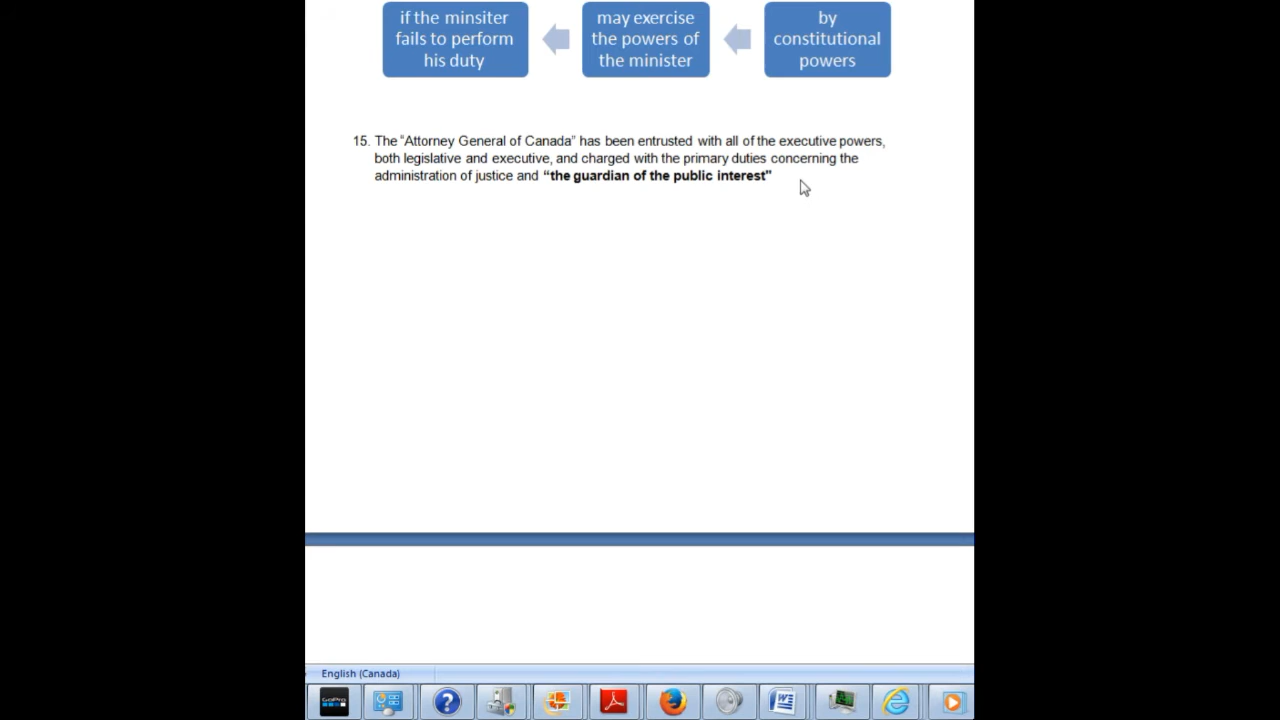 if the minsiter
fails to perform
his duty
may exercise
the powers of
the minister
by
constitutional
powers
15. The "Attorney General of Canada" has been entrusted with all of the executive powers,
both legislative and executive, and charged with the primary duties concerning the
administration of justice and “the guardian of the public interest”
English (Canada)
GoPro